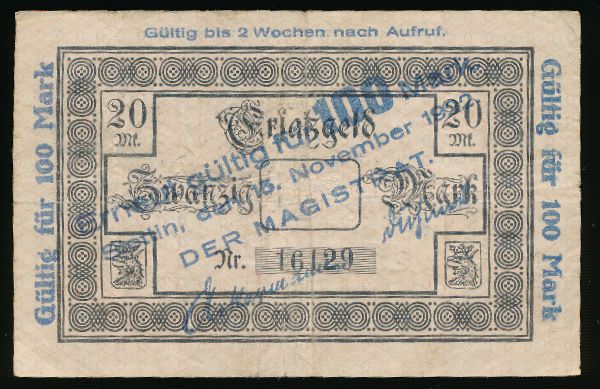 Gültig bis 2 Wochen nach Aufruf.
Gültig für 100 Mark
20 Mk.
Erſatzgeld
20 Mk.
Zwanzig Mark
Erneut gültig für 100 Mark.
Stettin, den 15. November 1922
DER MAGISTRAT.
Nr. 16129
Gültig für 100 Mark